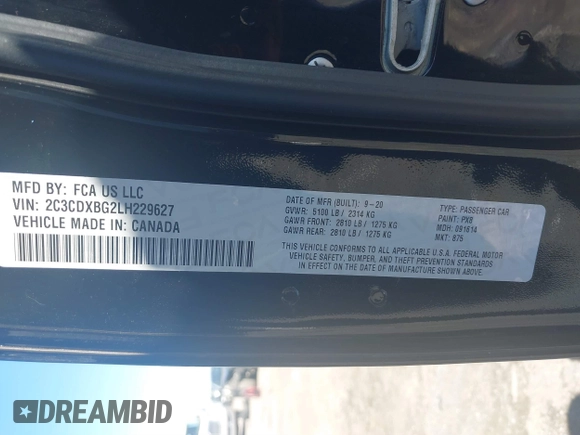 MFD BY: FCA US LLC
VIN: 2C3CDXBG2LH229627
VEHICLE MADE IN: CANADA
DATE OF MFR (BUILT): 9-20
GVWR: 5100 LB / 2314 KG
GAWR FRONT: 2810 LB / 1275 KG
GAWR REAR: 2810 LB / 1275 KG
TYPE: PASSENGER CAR
PAINT: PX8
MDH: 091614
MKT: 875
THIS VEHICLE CONFORMS TO ALL APPLICABLE U.S.A. FEDERAL MOTOR
VEHICLE SAFETY, BUMPER, AND THEFT PREVENTION STANDARDS
IN EFFECT ON THE DATE OF MANUFACTURE SHOWN ABOVE.
DREAMBID